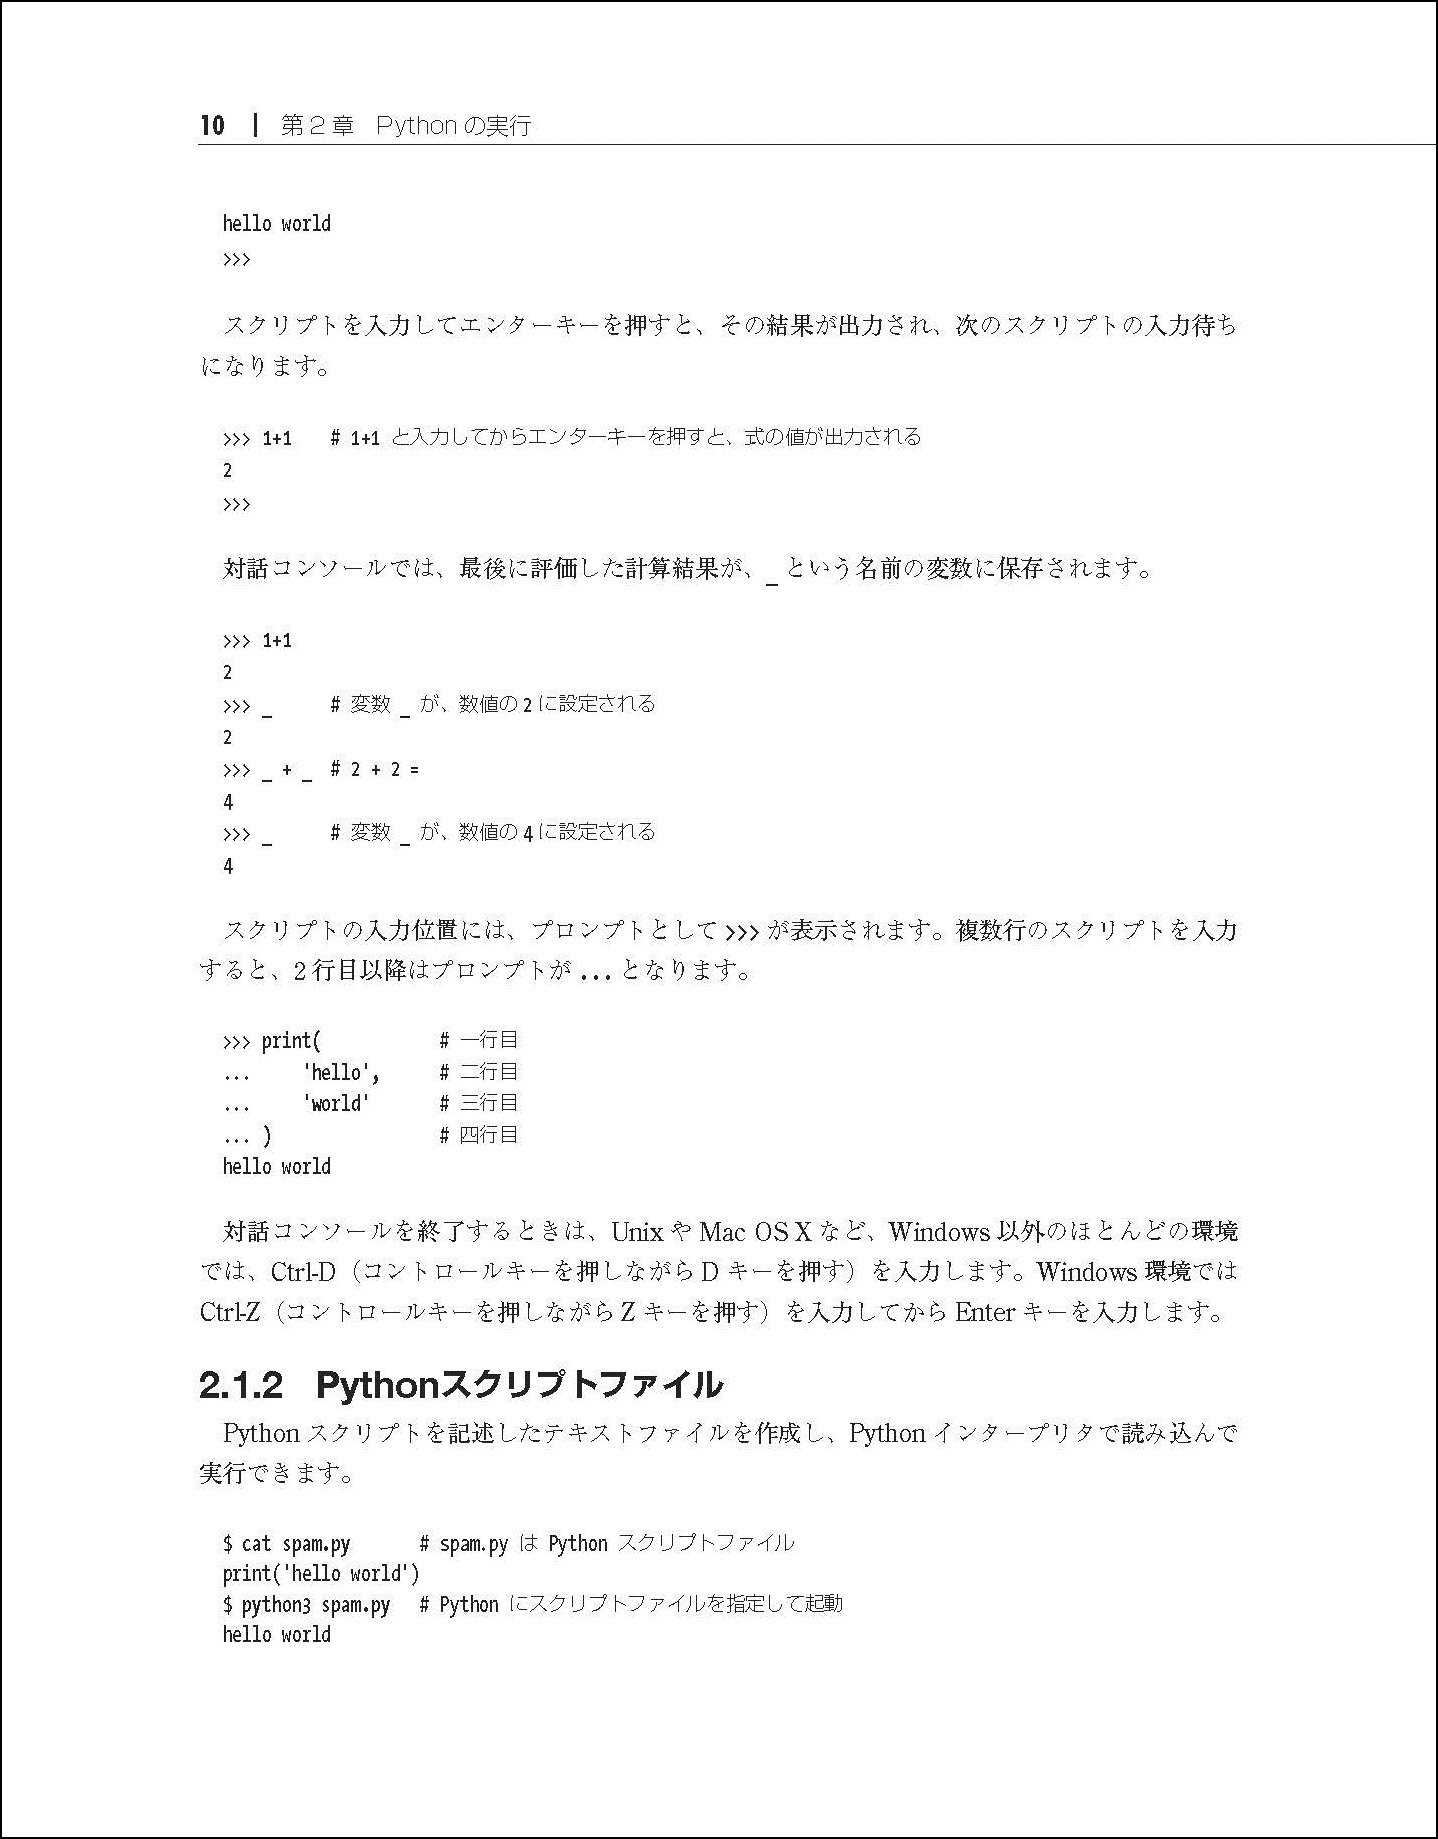 10 | 第2章　Pythonの実行
hello world
>>>
スクリプトを入力してエンターキーを押すと、その結果が出力され、次のスクリプトの入力待ち
になります。
>>> 1+1    # 1+1 と入力してからエンターキーを押すと、式の値が出力される
2
>>>
対話コンソールでは、最後に評価した計算結果が、_ という名前の変数に保存されます。
>>> 1+1
2
>>> _      # 変数 _ が、数値の 2 に設定される
2
>>> _ + _  # 2 + 2 =
4
>>> _      # 変数 _ が、数値の 4 に設定される
4
スクリプトの入力位置には、プロンプトとして >>> が表示されます。複数行のスクリプトを入力
すると、2 行目以降はプロンプトが ... となります。
>>> print(            # 一行目
...     'hello',      # 二行目
...     'world'       # 三行目
... )                 # 四行目
hello world
対話コンソールを終了するときは、Unix や Mac OS X など、Windows 以外のほとんどの環境
では、Ctrl-D（コントロールキーを押しながら D キーを押す）を入力します。Windows 環境では
Ctrl-Z（コントロールキーを押しながら Z キーを押す）を入力してから Enter キーを入力します。
2.1.2　Pythonスクリプトファイル
Python スクリプトを記述したテキストファイルを作成し、Python インタープリタで読み込んで
実行できます。
$ cat spam.py       # spam.py は Python スクリプトファイル
print('hello world')
$ python3 spam.py   # Python にスクリプトファイルを指定して起動
hello world